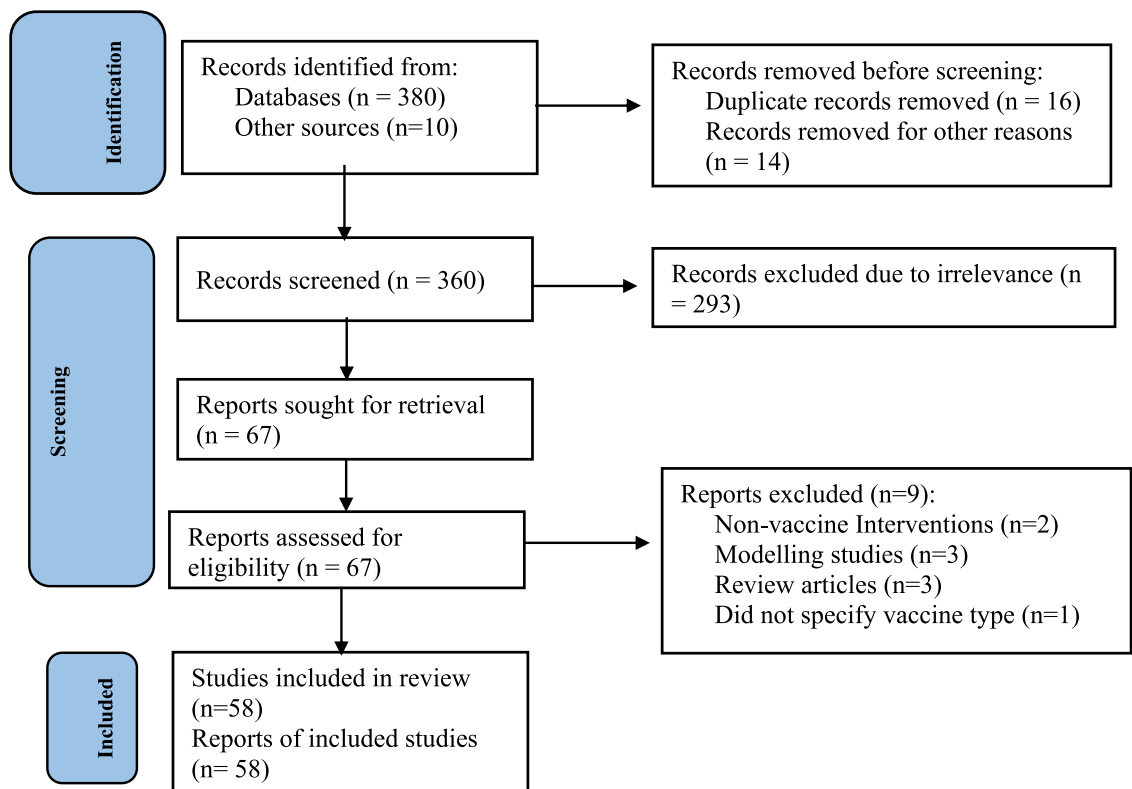 Identification
Records identified from:
Databases (n = 380)
Other sources (n=10)
Records removed before screening:
Duplicate records removed (n = 16)
Records removed for other reasons
(n = 14)
Screening
Records screened (n = 360)
Records excluded due to irrelevance (n
= 293)
Reports sought for retrieval
(n = 67)
Reports assessed for
eligibility (n = 67)
Reports excluded (n=9):
Non-vaccine Interventions (n=2)
Modelling studies (n=3)
Review articles (n=3)
Did not specify vaccine type (n=1)
Included
Studies included in review
(n=58)
Reports of included studies
(n= 58)